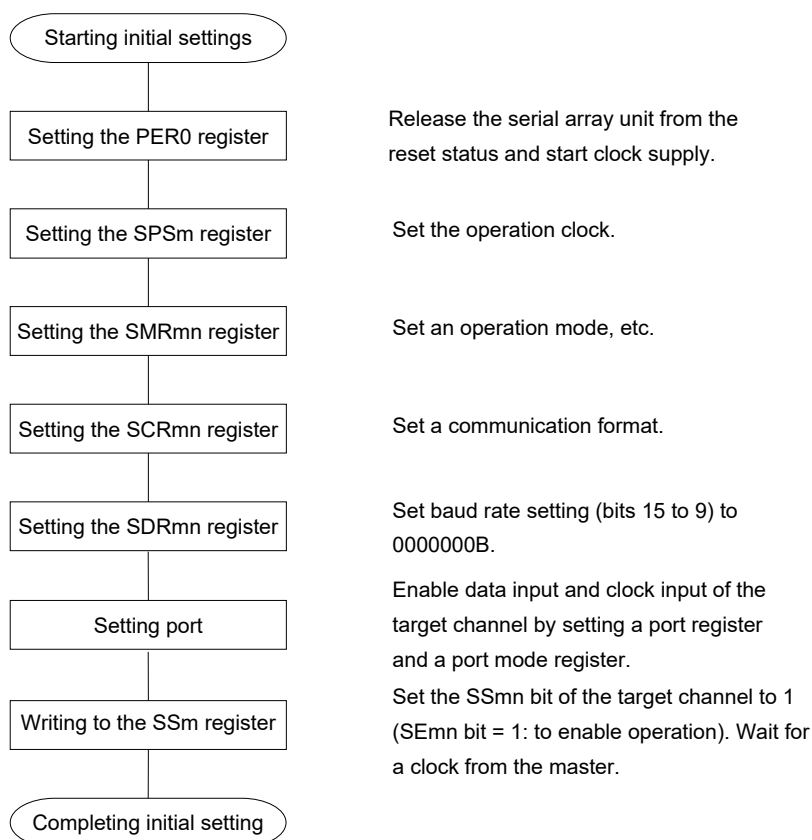 Starting initial settings
Setting the PER0 register
Release the serial array unit from the
reset status and start clock supply.
Setting the SPSm register
Set the operation clock.
Setting the SMRmn register
Set an operation mode, etc.
Setting the SCRmn register
Set a communication format.
Setting the SDRmn register
Set baud rate setting (bits 15 to 9) to
0000000B.
Setting port
Enable data input and clock input of the
target channel by setting a port register
and a port mode register.
Writing to the SSm register
Set the SSmn bit of the target channel to 1
(SEmn bit = 1: to enable operation). Wait for
a clock from the master.
Completing initial setting